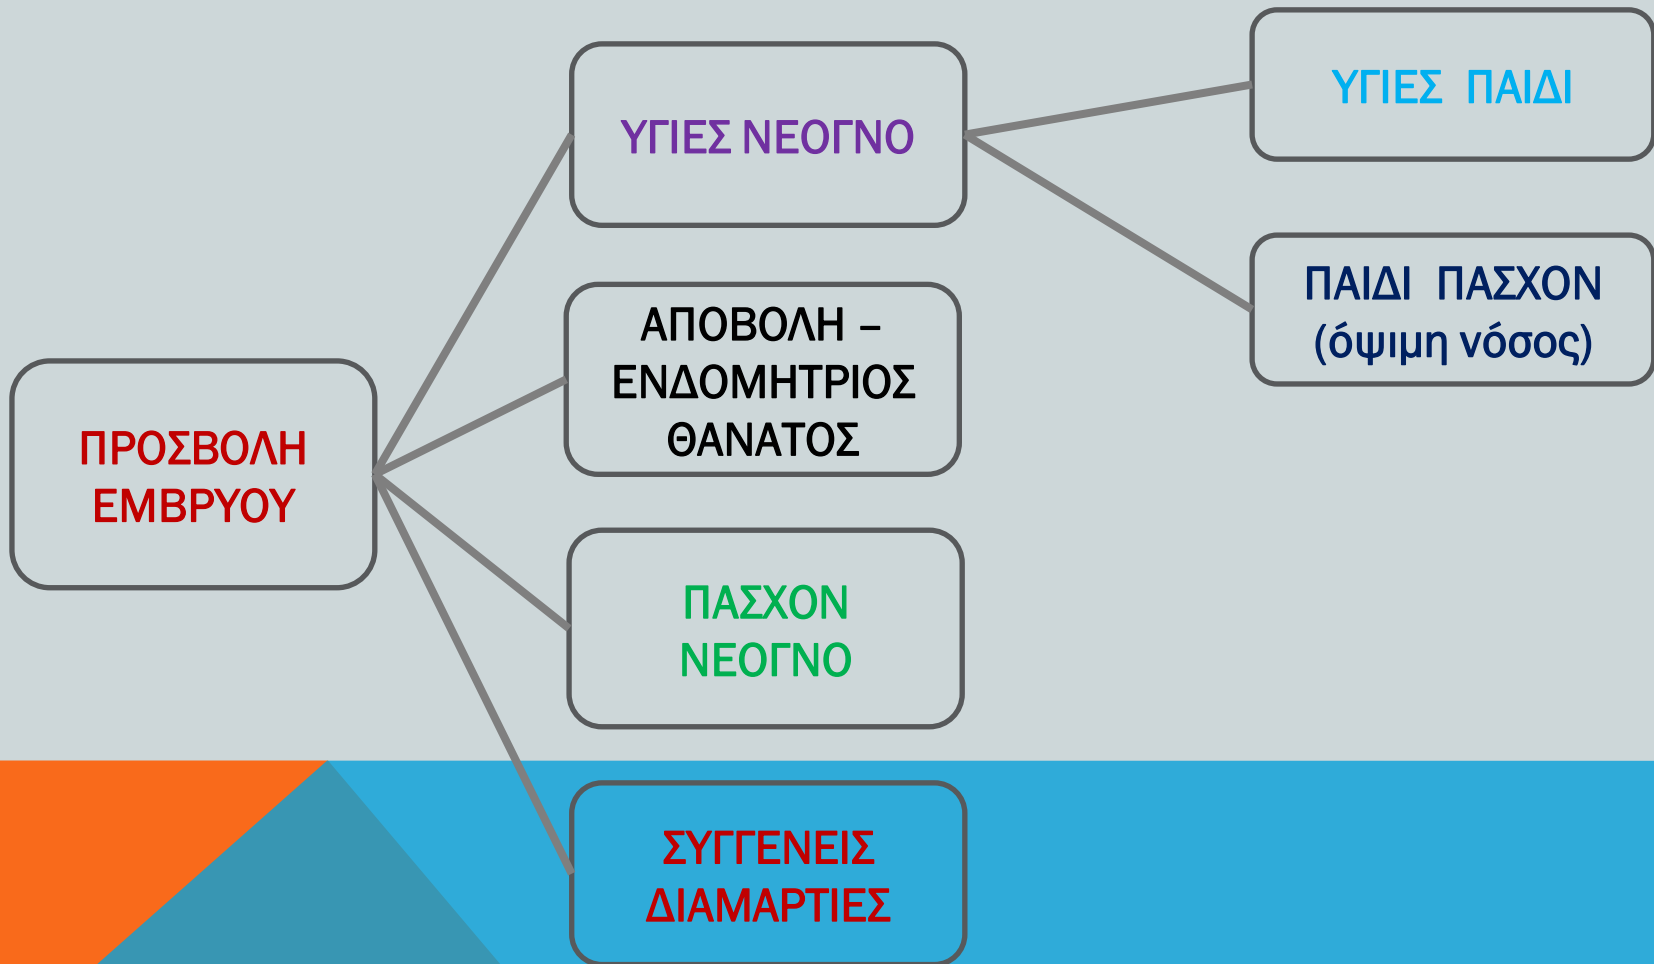 ΠΡΟΣΒΟΛΗ
ΕΜΒΡΥΟΥ
ΥΓΙΕΣ ΝΕΟΓΝΟ
ΑΠΟΒΟΛΗ –
ΕΝΔΟΜΗΤΡΙΟΣ
ΘΑΝΑΤΟΣ
ΠΑΣΧΟΝ
ΝΕΟΓΝΟ
ΣΥΓΓΕΝΕΙΣ
ΔΙΑΜΑΡΤΙΕΣ
ΥΓΙΕΣ ΠΑΙΔΙ
ΠΑΙΔΙ ΠΑΣΧΟΝ
(όψιμη νόσος)